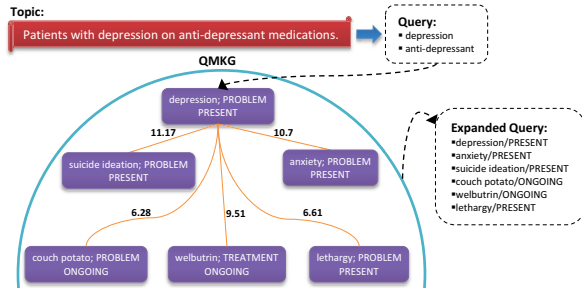 Topic:
Patients with depression on anti-depressant medications.
Query:
▪ depression
▪ anti-depressant
QMKG
depression; PROBLEM
PRESENT
11.17
10.7
suicide ideation; PROBLEM
PRESENT
anxiety; PROBLEM
PRESENT
6.28
9.51
6.61
couch potato; PROBLEM
ONGOING
welbutrin; TREATMENT
ONGOING
lethargy; PROBLEM
PRESENT
Expanded Query:
▪depression/PRESENT
▪anxiety/PRESENT
▪suicide ideation/PRESENT
▪couch potato/ONGOING
▪welbutrin/ONGOING
▪lethargy/PRESENT